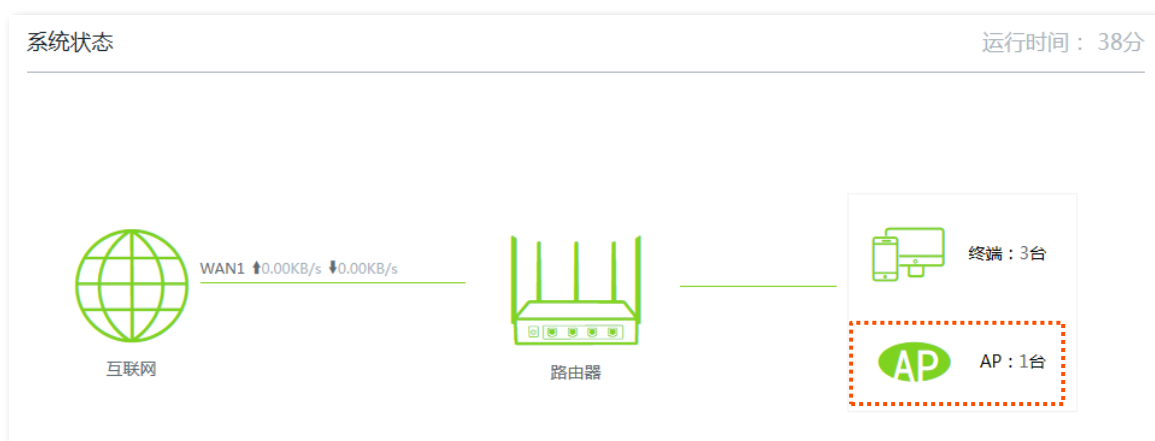 系统状态
运行时间： 38分
WAN1 0.00KB/s 0.00KB/s
终端：3台
AP AP：1台
互联网
路由器